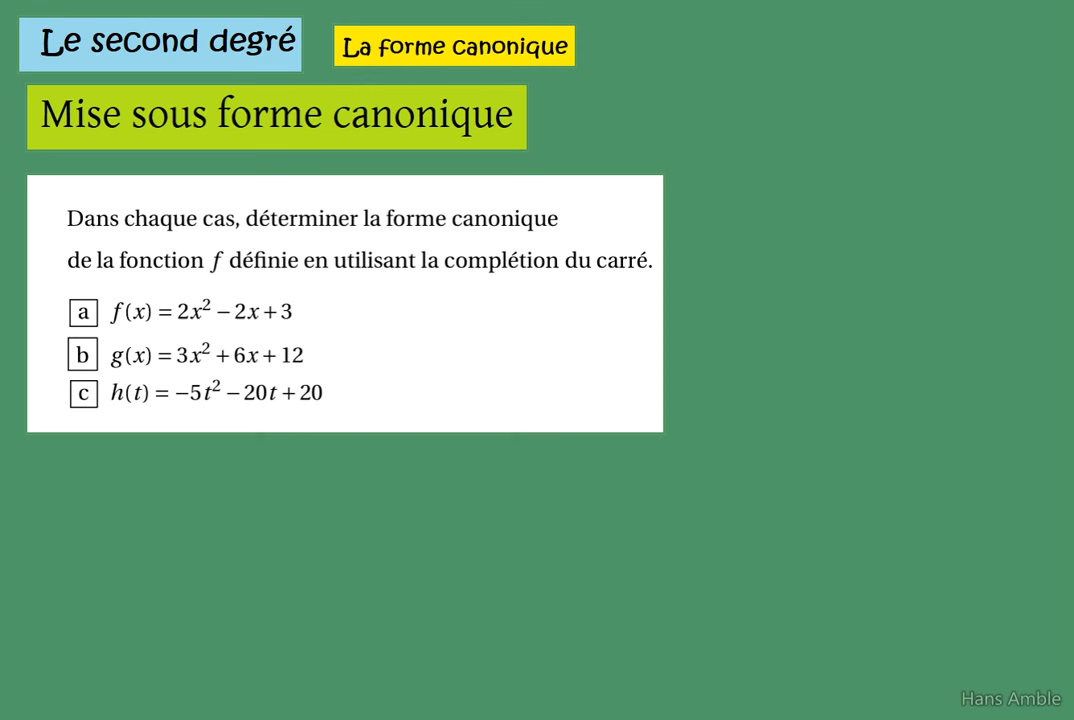 Le second degré
La forme canonique
Mise sous forme canonique
Dans chaque cas, déterminer la forme canonique
de la fonction f définie en utilisant la complétion du carré.
a f(x) = 2x² − 2x + 3
b g(x) = 3x² + 6x + 12
c h(t) = −5t² − 20t + 20
Hans Amble